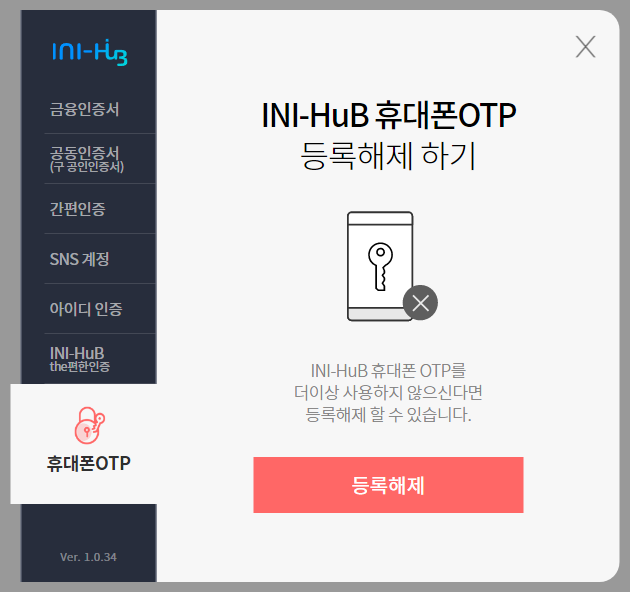 INI-HuB
금융인증서
공동인증서
(구 공인인증서)
간편인증
SNS 계정
아이디 인증
INI-HuB
the편한인증
휴대폰OTP
Ver. 1.0.34
INI-HuB 휴대폰OTP
등록해제 하기
INI-HuB 휴대폰 OTP를
더이상 사용하지 않으신다면
등록해제 할 수 있습니다.
등록해제